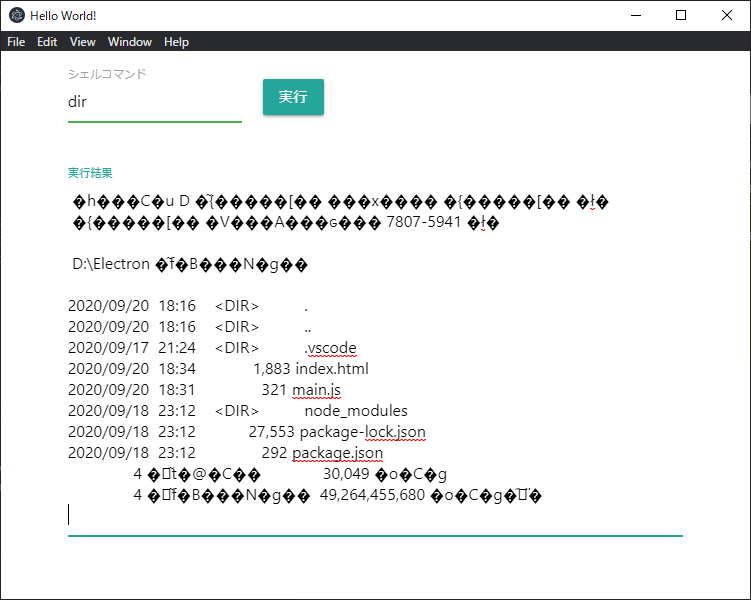 Hello World!
File Edit View Window Help
シェルコマンド
dir
実行
実行結果
�h���C�u D �̃{�����[�� ���x���� �{�����[�� �ł�
�{�����[�� �V���A���ԍ��� 7807-5941 �ł�
D:\Electron �̃f�B���N�g��
2020/09/20 18:16 <DIR> .
2020/09/20 18:16 <DIR> ..
2020/09/17 21:24 <DIR> .vscode
2020/09/20 18:34 1,883 index.html
2020/09/20 18:31 321 main.js
2020/09/18 23:12 <DIR> node_modules
2020/09/18 23:12 27,553 package-lock.json
2020/09/18 23:12 292 package.json
4 �̃t�@�C�� 30,049 �o�C�g
4 �̃f�B���N�g�� 49,264,455,680 �o�C�g�̋�